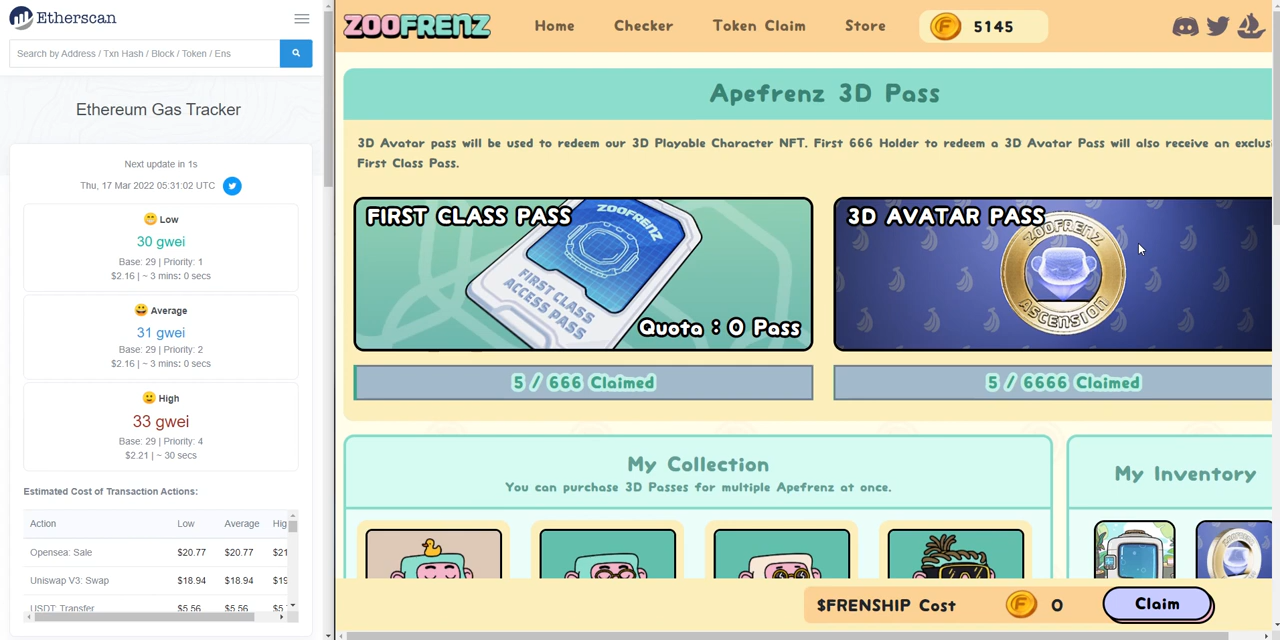 Etherscan
Search by Address / Txn Hash / Block / Token / Ens
Ethereum Gas Tracker
Next update in 1s
Thu, 17 Mar 2022 05:31:02 UTC
Low
30 gwei
Base: 29 | Priority: 1
$2.16 | ~ 3 mins: 0 secs
Average
31 gwei
Base: 29 | Priority: 2
$2.16 | ~ 3 mins: 0 secs
High
33 gwei
Base: 29 | Priority: 4
$2.21 | ~ 30 secs
Estimated Cost of Transaction Actions:
Action Low Average Hig
Opensea: Sale $20.77 $20.77 $21
Uniswap V3: Swap $18.94 $18.94 $19
USDT: Transfer $5.56 $5.56 $5
ZOOFRENZ Home Checker Token Claim Store F 5145
Apefrenz 3D Pass
3D Avatar pass will be used to redeem our 3D Playable Character NFT. First 666 Holder to redeem a 3D Avatar Pass will also receive an exclus
First Class Pass.
FIRST CLASS PASS
ZOOFRENZ
FIRST CLASS
ACCESS PASS
Quota : 0 Pass
5 / 666 Claimed
3D AVATAR PASS
ZOOFRENZ
ASCENSION
5 / 6666 Claimed
My Collection
You can purchase 3D Passes for multiple Apefrenz at once.
My Inventory
$FRENSHIP Cost F 0 Claim